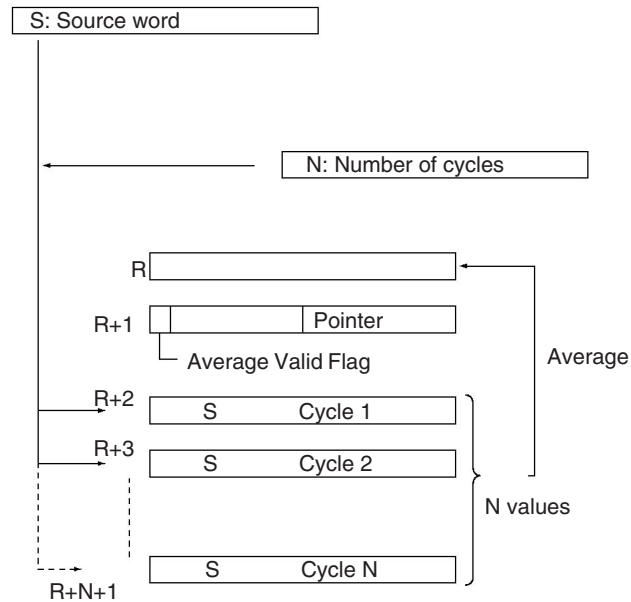 S: Source word
N: Number of cycles
R
R+1
Pointer
Average Valid Flag
Average
R+2
S Cycle 1
R+3
S Cycle 2
N values
S Cycle N
R+N+1